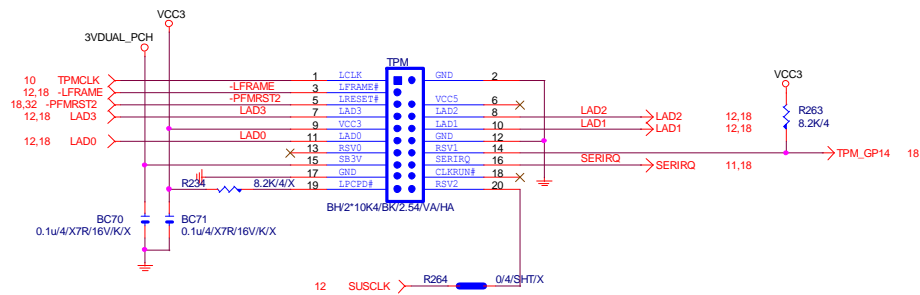 VCC3
3VDUAL_PCH
TPM
VCC3
10 TPMCLK 1 LCLK GND 2
12,18 -LFRAME -LFRAME 3 LFRAME#
18,32 -PFMRST2 -PFMRST2 5 LRESET# VCC5 6
R263
8.2K/4
12,18 LAD3 LAD3 7 LAD3 LAD2 8 LAD2 LAD2 12,18
9 VCC3 LAD1 10 LAD1 LAD1 12,18
12,18 LAD0 LAD0 11 LAD0 GND 12
13 RSV0 RSV1 14 TPM_GP14 18
15 SB3V SERIRQ 16 SERIRQ SERIRQ 11,18
17 GND CLKRUN# 18
R234 8.2K/4/X 19 LPCPD# RSV2 20
BH/2*10K4/BK/2.54/VA/HA
BC70 BC71
0.1u/4/X7R/16V/K/X 0.1u/4/X7R/16V/K/X
12 SUSCLK R264 0/4/SHT/X